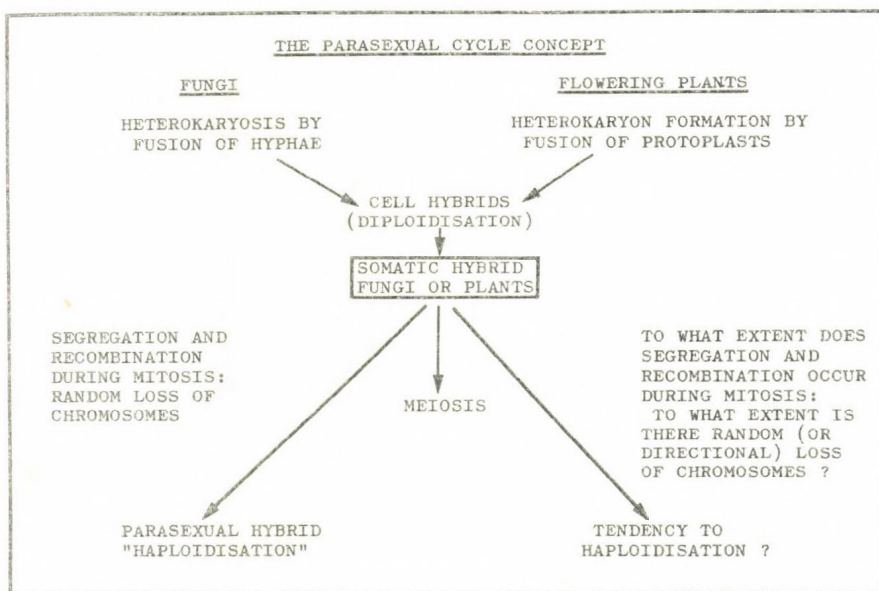 THE PARASEXUAL CYCLE CONCEPT
FUNGI
HETEROKARYOSIS BY
FUSION OF HYPHAE
FLOWERING PLANTS
HETEROKARYON FORMATION BY
FUSION OF PROTOPLASTS
CELL HYBRIDS
(DIPLOIDISATION)
SOMATIC HYBRID
FUNGI OR PLANTS
SEGREGATION AND
RECOMBINATION
DURING MITOSIS:
RANDOM LOSS OF
CHROMOSOMES
MEIOSIS
TO WHAT EXTENT DOES
SEGREGATION AND
RECOMBINATION OCCUR
DURING MITOSIS:
TO WHAT EXTENT IS
THERE RANDOM (OR
DIRECTIONAL) LOSS
OF CHROMOSOMES ?
PARASEXUAL HYBRID
"HAPLOIDISATION"
TENDENCY TO
HAPLOIDISATION ?